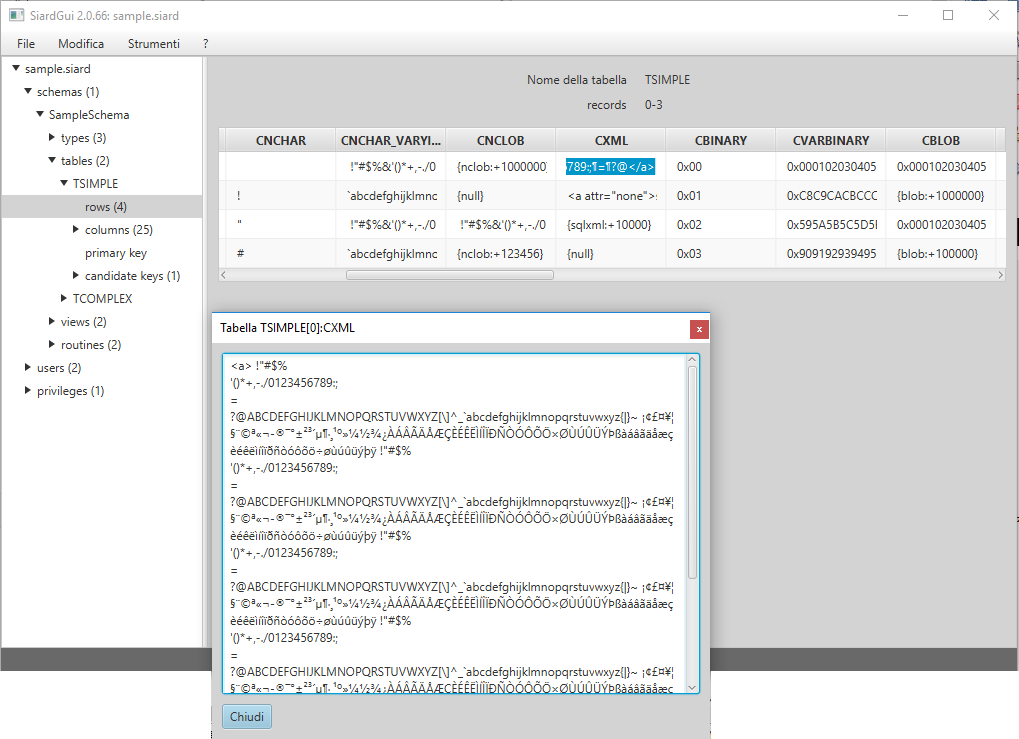 SiardGui 2.0.66: sample.siard
File Modifica Strumenti ?
sample.siard
schemas (1)
SampleSchema
types (3)
tables (2)
TSIMPLE
rows (4)
columns (25)
primary key
candidate keys (1)
TCOMPLEX
views (2)
routines (2)
users (2)
privileges (1)
Nome della tabella TSIMPLE
records 0-3
CNCHAR CNCHAR_VARYI... CNCLOB CXML CBINARY CVARBINARY CBLOB
!"#$%&'()*+,-./0 {nclob:+1000000} 789:;¶=¶?@</a> 0x00 0x000102030405 0x000102030405
! `abcdefghijklmnc {null} <a attr="none">: 0x01 0xC8C9CACBCCC {blob:+1000000}
" !"#$%&'()*+,-./0 !"#$%&'()*+,-./0 {sqlxml:+10000} 0x02 0x595A5B5C5D5I 0x000102030405
# `abcdefghijklmnc {nclob:+123456} {null} 0x03 0x909192939495 {blob:+100000}
Tabella TSIMPLE[0]:CXML
x
<a> !"#$%
'()*+,-./0123456789:;
=
?@ABCDEFGHIJKLMNOPQRSTUVWXYZ[\]^_`abcdefghijklmnopqrstuvwxyz{|}~ ¡¢£¤¥¦
§¨©ª«¬-®¯°±²³´µ¶·¸¹º»¼½¾¿ÀÁÂÃÄÅÆÇÈÉÊËÌÍÎÏÐÑÒÓÔÕÖ×ØÙÚÛÜÝÞßàáâãäåæç
èéêëìíîïðñòóôõö÷øùúûüýþÿ !"#$%
'()*+,-./0123456789:;
=
?@ABCDEFGHIJKLMNOPQRSTUVWXYZ[\]^_`abcdefghijklmnopqrstuvwxyz{|}~ ¡¢£¤¥¦
§¨©ª«¬-®¯°±²³´µ¶·¸¹º»¼½¾¿ÀÁÂÃÄÅÆÇÈÉÊËÌÍÎÏÐÑÒÓÔÕÖ×ØÙÚÛÜÝÞßàáâãäåæç
èéêëìíîïðñòóôõö÷øùúûüýþÿ !"#$%
'()*+,-./0123456789:;
=
?@ABCDEFGHIJKLMNOPQRSTUVWXYZ[\]^_`abcdefghijklmnopqrstuvwxyz{|}~ ¡¢£¤¥¦
§¨©ª«¬-®¯°±²³´µ¶·¸¹º»¼½¾¿ÀÁÂÃÄÅÆÇÈÉÊËÌÍÎÏÐÑÒÓÔÕÖ×ØÙÚÛÜÝÞßàáâãäåæç
èéêëìíîïðñòóôõö÷øùúûüýþÿ !"#$%
'()*+,-./0123456789:;
=
?@ABCDEFGHIJKLMNOPQRSTUVWXYZ[\]^_`abcdefghijklmnopqrstuvwxyz{|}~ ¡¢£¤¥¦
§¨©ª«¬-®¯°±²³´µ¶·¸¹º»¼½¾¿ÀÁÂÃÄÅÆÇÈÉÊËÌÍÎÏÐÑÒÓÔÕÖ×ØÙÚÛÜÝÞßàáâãäåæç
Chiudi